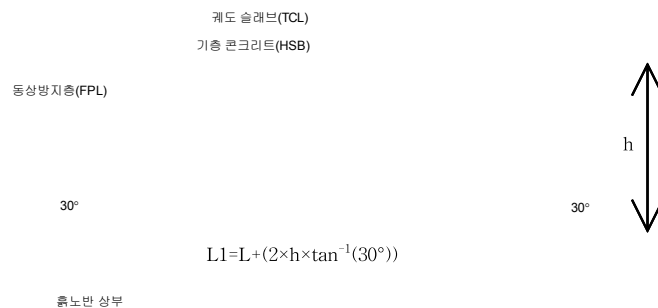 궤도 슬래브(TCL)
기층 콘크리트(HSB)
동상방지층(FPL)
h
30° 30°
L1=L+(2×h×tan⁻¹(30°))
흙노반 상부